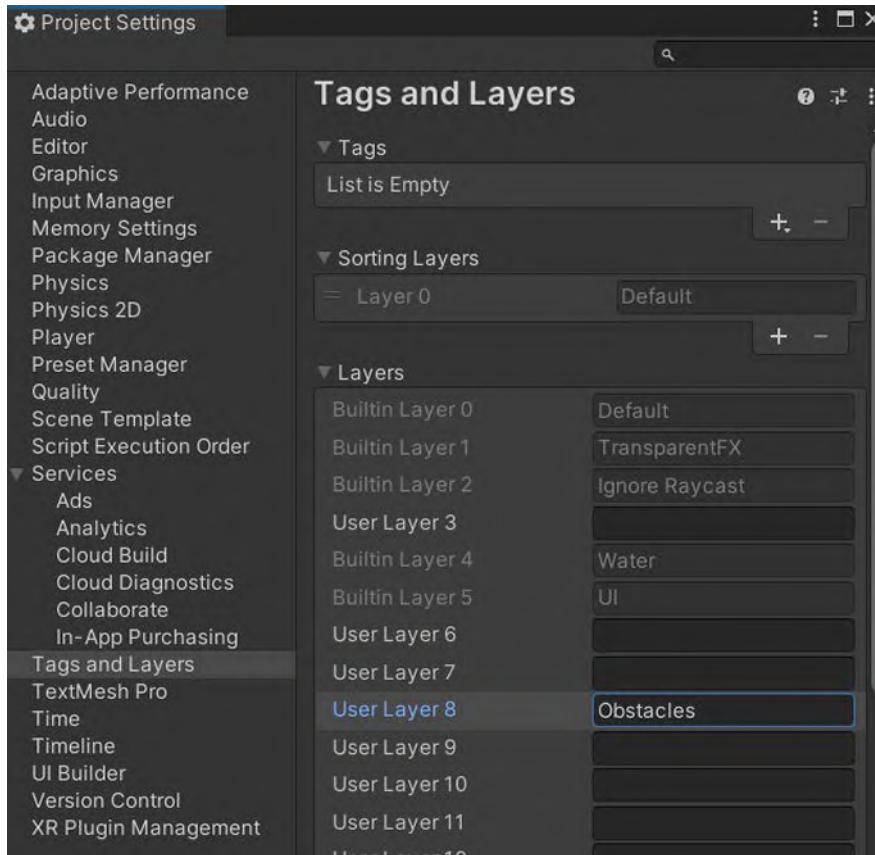 Project Settings
Adaptive Performance
Audio
Editor
Graphics
Input Manager
Memory Settings
Package Manager
Physics
Physics 2D
Player
Preset Manager
Quality
Scene Template
Script Execution Order
Services
Ads
Analytics
Cloud Build
Cloud Diagnostics
Collaborate
In-App Purchasing
Tags and Layers
TextMesh Pro
Time
Timeline
UI Builder
Version Control
XR Plugin Management
Tags and Layers
Tags
List is Empty
Sorting Layers
Layer 0 Default
Layers
Builtin Layer 0 Default
Builtin Layer 1 TransparentFX
Builtin Layer 2 Ignore Raycast
User Layer 3
Builtin Layer 4 Water
Builtin Layer 5 UI
User Layer 6
User Layer 7
User Layer 8 Obstacles
User Layer 9
User Layer 10
User Layer 11